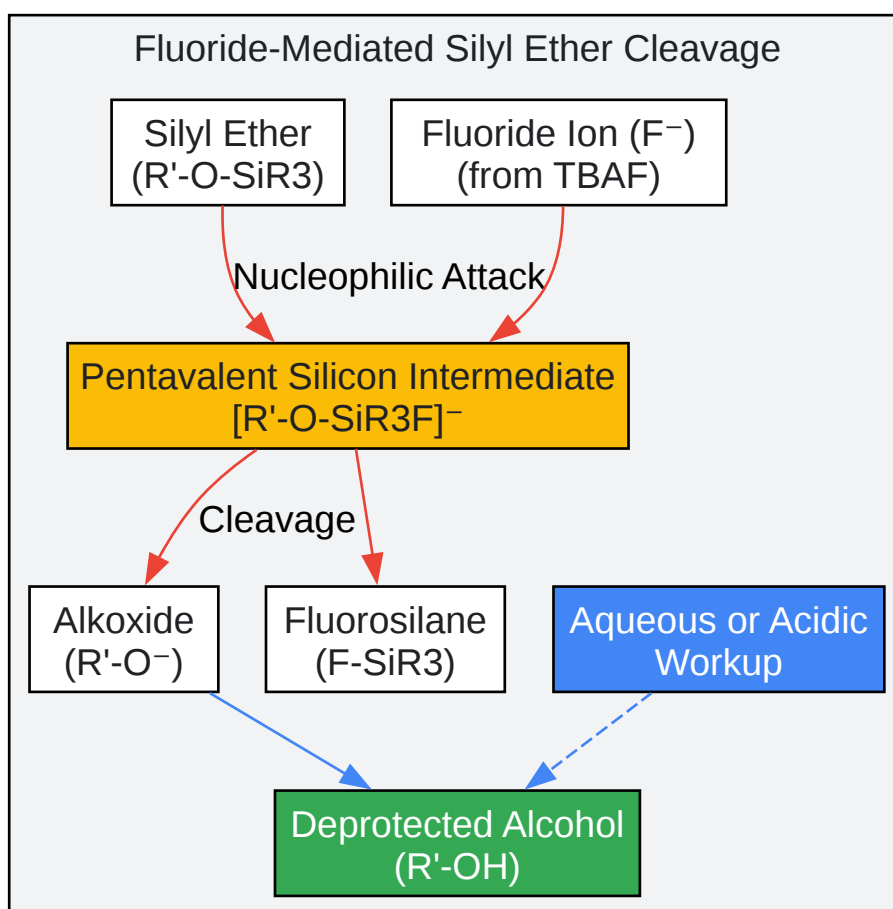 Fluoride-Mediated Silyl Ether Cleavage
Silyl Ether
(R'-O-SiR3)
Fluoride Ion (F⁻)
(from TBAF)
Nucleophilic Attack
Pentavalent Silicon Intermediate
[R'-O-SiR3F]⁻
Cleavage
Alkoxide
(R'-O⁻)
Fluorosilane
(F-SiR3)
Aqueous or Acidic
Workup
Deprotected Alcohol
(R'-OH)